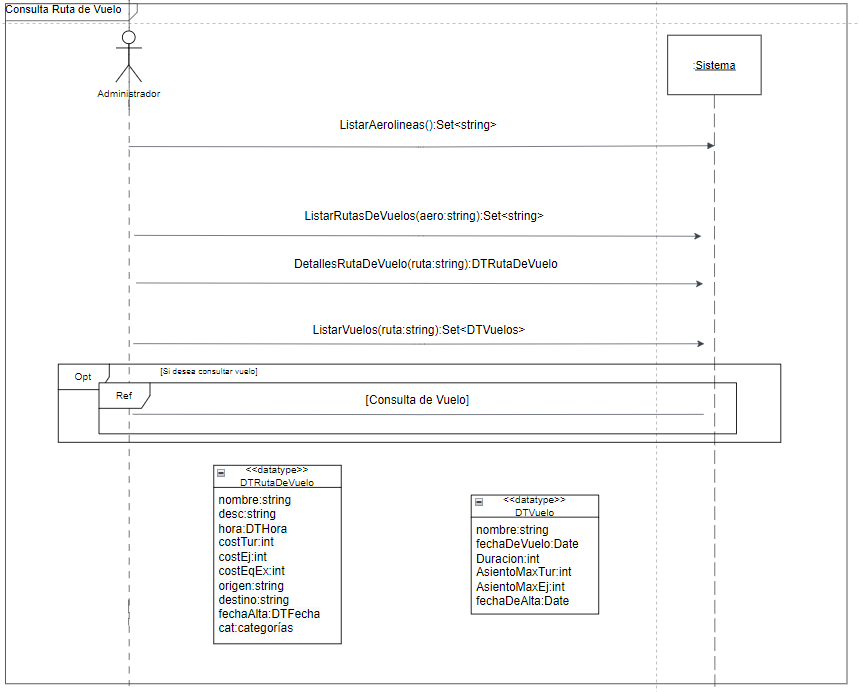 Consulta Ruta de Vuelo
:Sistema
Administrador
ListarAerolineas():Set<string>
ListarRutasDeVuelos(aero:string):Set<string>
DetallesRutaDeVuelo(ruta:string):DTRutaDeVuelo
ListarVuelos(ruta:string):Set<DTVuelos>
Opt
[Si desea consultar vuelo]
Ref
[Consulta de Vuelo]
<<datatype>>
DTRutaDeVuelo
nombre:string
desc:string
hora:DTHora
costTur:int
costEj:int
costEqEx:int
origen:string
destino:string
fechaAlta:DTFecha
cat:categorías
<<datatype>>
DTVuelo
nombre:string
fechaDeVuelo:Date
Duracion:int
AsientoMaxTur:int
AsientoMaxEj:int
fechaDeAlta:Date